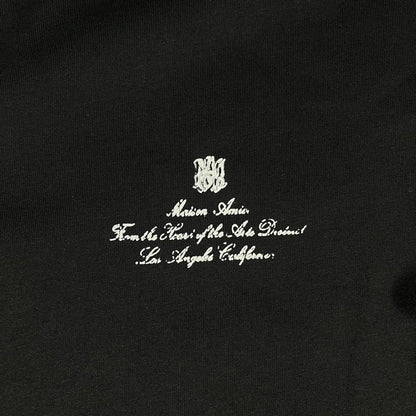 Maison Amiri
From the Heart of the Arts District
Los Angeles California